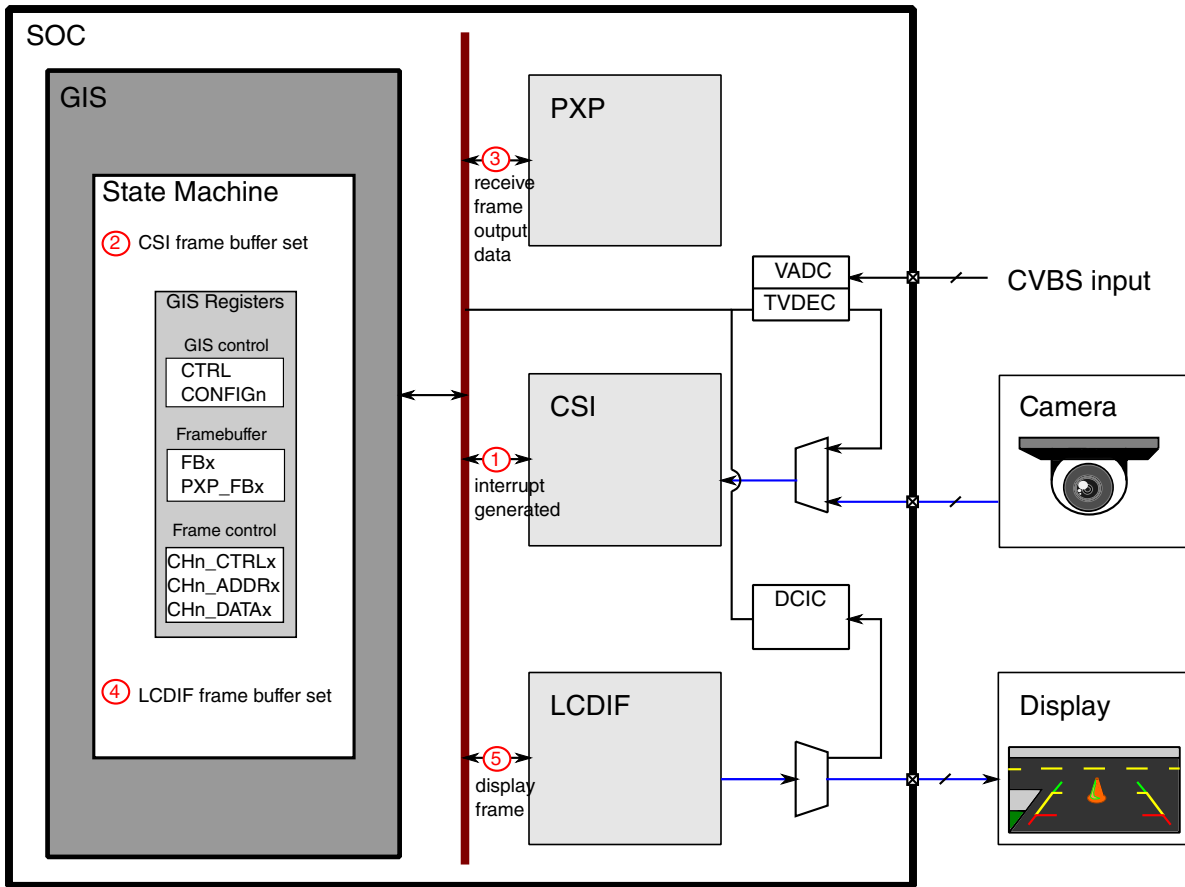 SOC
GIS
State Machine
2 CSI frame buffer set
GIS Registers
GIS control
CTRL
CONFIGn
Framebuffer
FBx
PXP_FBx
Frame control
CHn_CTRLx
CHn_ADDRx
CHn_DATAx
4 LCDIF frame buffer set
PXP
3
receive
frame
output
data
VADC
TVDEC
CVBS input
CSI
1
interrupt
generated
Camera
DCIC
LCDIF
5
display
frame
Display